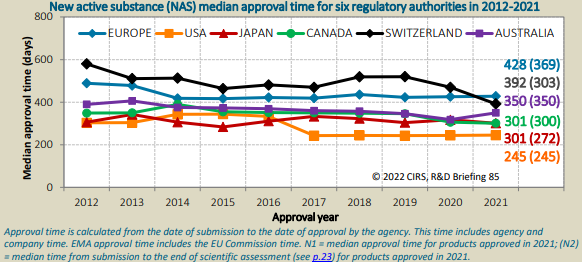 New active substance (NAS) median approval time for six regulatory authorities in 2012-2021
EUROPE USA JAPAN CANADA SWITZERLAND AUSTRALIA
Median approval time (days)
800
600
400
200
0
428 (369)
392 (303)
350 (350)
301 (300)
301 (272)
245 (245)
© 2022 CIRS, R&D Briefing 85
2012 2013 2014 2015 2016 2017 2018 2019 2020 2021
Approval year
Approval time is calculated from the date of submission to the date of approval by the agency. This time includes agency and
company time. EMA approval time includes the EU Commission time. N1 = median approval time for products approved in 2021; (N2)
= median time from submission to the end of scientific assessment (see p.23) for products approved in 2021.